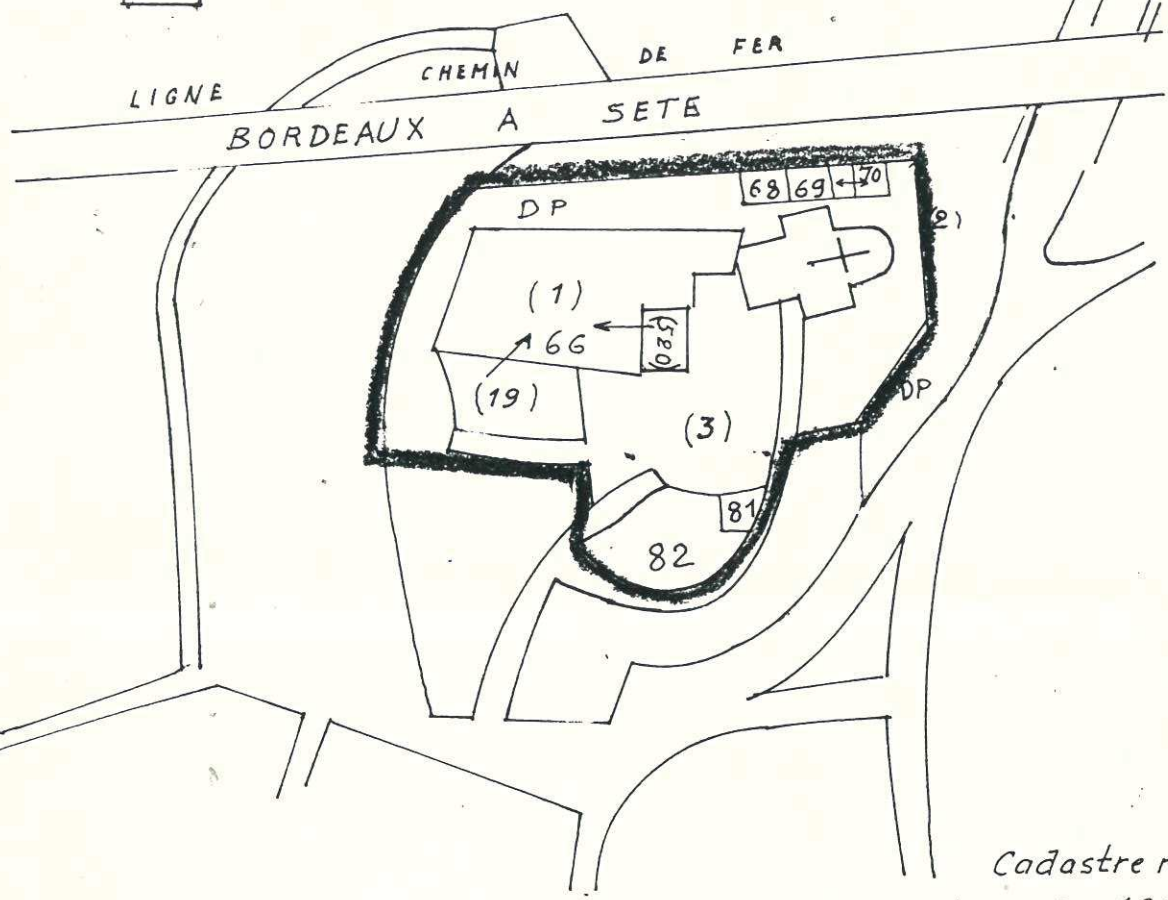 LIGNE CHEMIN DE FER
BORDEAUX A SETE
DP
68 69 70
(2)
(1)
66
(520)
(19)
DP
(3)
81
82
Cadastre